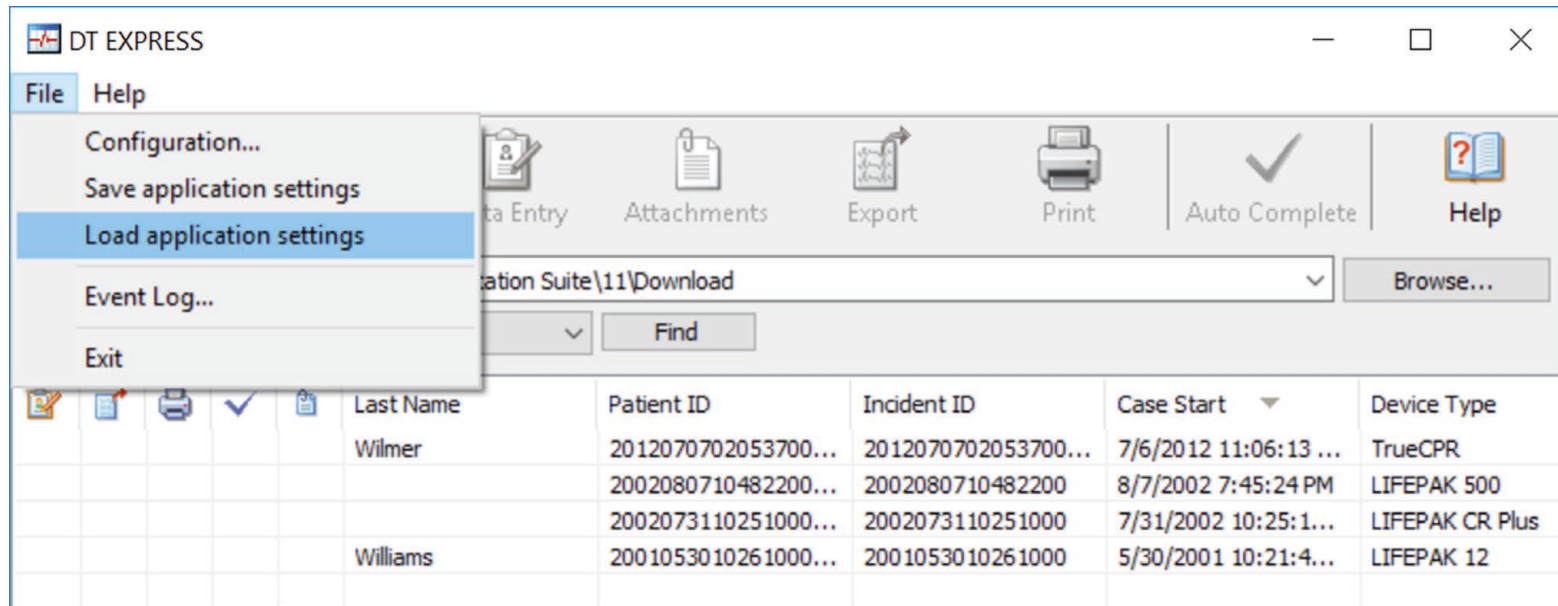 DT EXPRESS
File Help
Configuration...
Save application settings
Load application settings
Event Log...
Exit
ta Entry Attachments Export Print Auto Complete Help
ation Suite\11\Download Browse...
Find
Last Name Patient ID Incident ID Case Start Device Type
Wilmer 2012070702053700... 2012070702053700... 7/6/2012 11:06:13 ... TrueCPR
2002080710482200... 2002080710482200 8/7/2002 7:45:24 PM LIFEPAK 500
2002073110251000... 2002073110251000 7/31/2002 10:25:1... LIFEPAK CR Plus
Williams 2001053010261000... 2001053010261000 5/30/2001 10:21:4... LIFEPAK 12